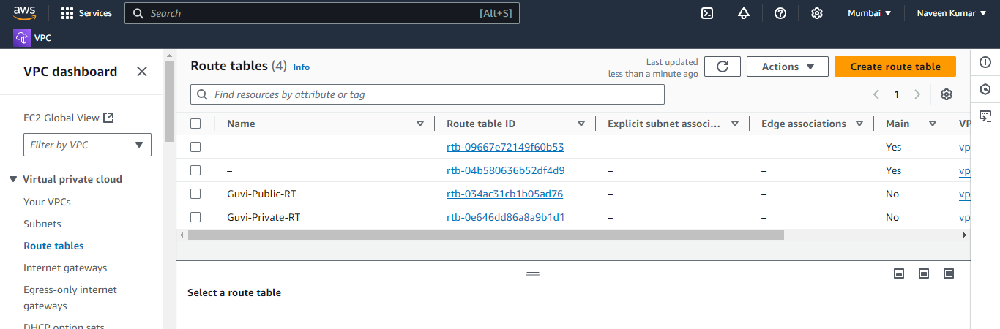 aws Services Search [Alt+S] Mumbai Naveen Kumar
VPC
VPC dashboard
EC2 Global View
Filter by VPC
Virtual private cloud
Your VPCs
Subnets
Route tables
Internet gateways
Egress-only internet
gateways
DHCP option sets
Route tables (4) Info
Last updated
less than a minute ago
Actions
Create route table
Find resources by attribute or tag
1
Name Route table ID Explicit subnet associ... Edge associations Main VP
– rtb-09667e72149f60b53 – – Yes vp
– rtb-04b580636b52df4d9 – – Yes vp
Guvi-Public-RT rtb-034ac31cb1b05ad76 – – No vp
Guvi-Private-RT rtb-0e646dd86a8a9b1d1 – – No vp
Select a route table